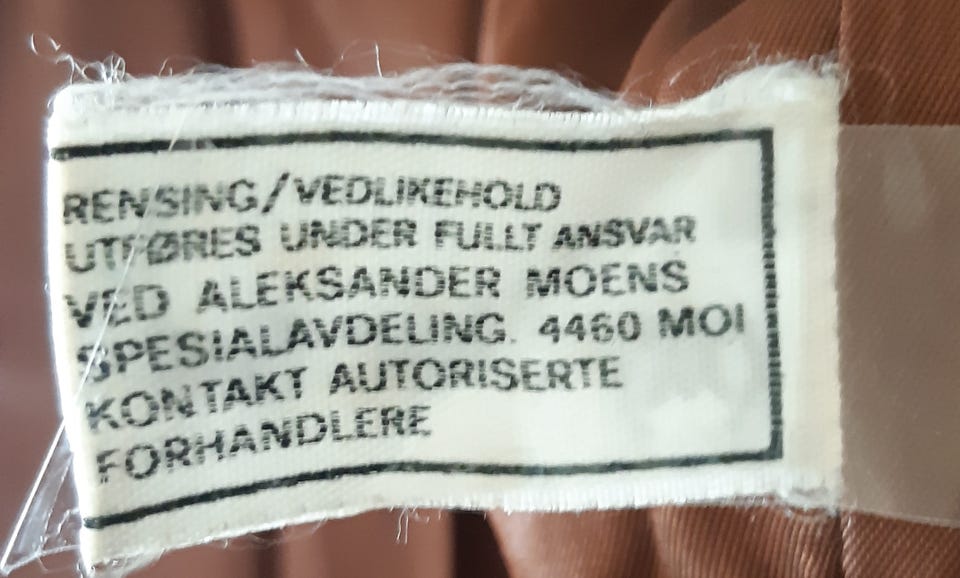 RENSING/VEDLIKEHOLD
UTFØRES UNDER FULLT ANSVAR
VED ALEKSANDER MOENS
SPESIALAVDELING. 4460 MOI
KONTAKT AUTORISERTE
FORHANDLERE